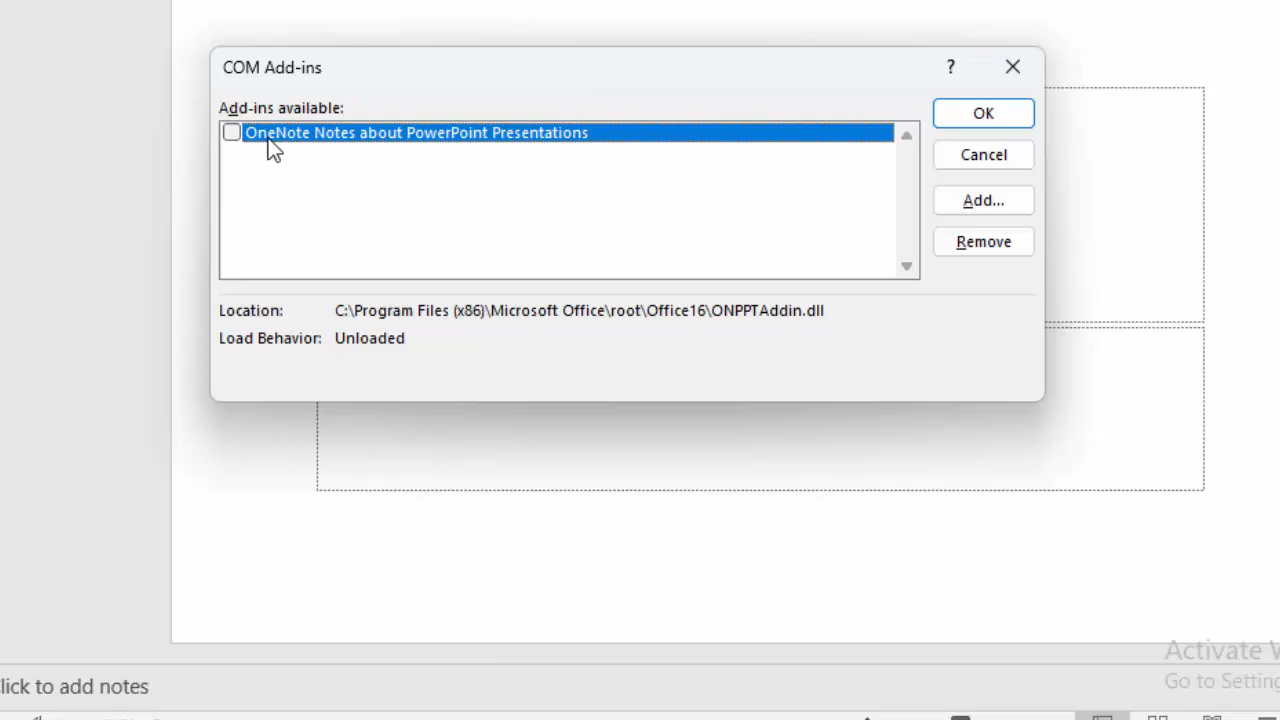 COM Add-ins
?
Add-ins available:
OneNote Notes about PowerPoint Presentations
OK
Cancel
Add...
Remove
Location: C:\Program Files (x86)\Microsoft Office\root\Office16\ONPPTAddin.dll
Load Behavior: Unloaded
Activate
Go to Setting
lick to add notes